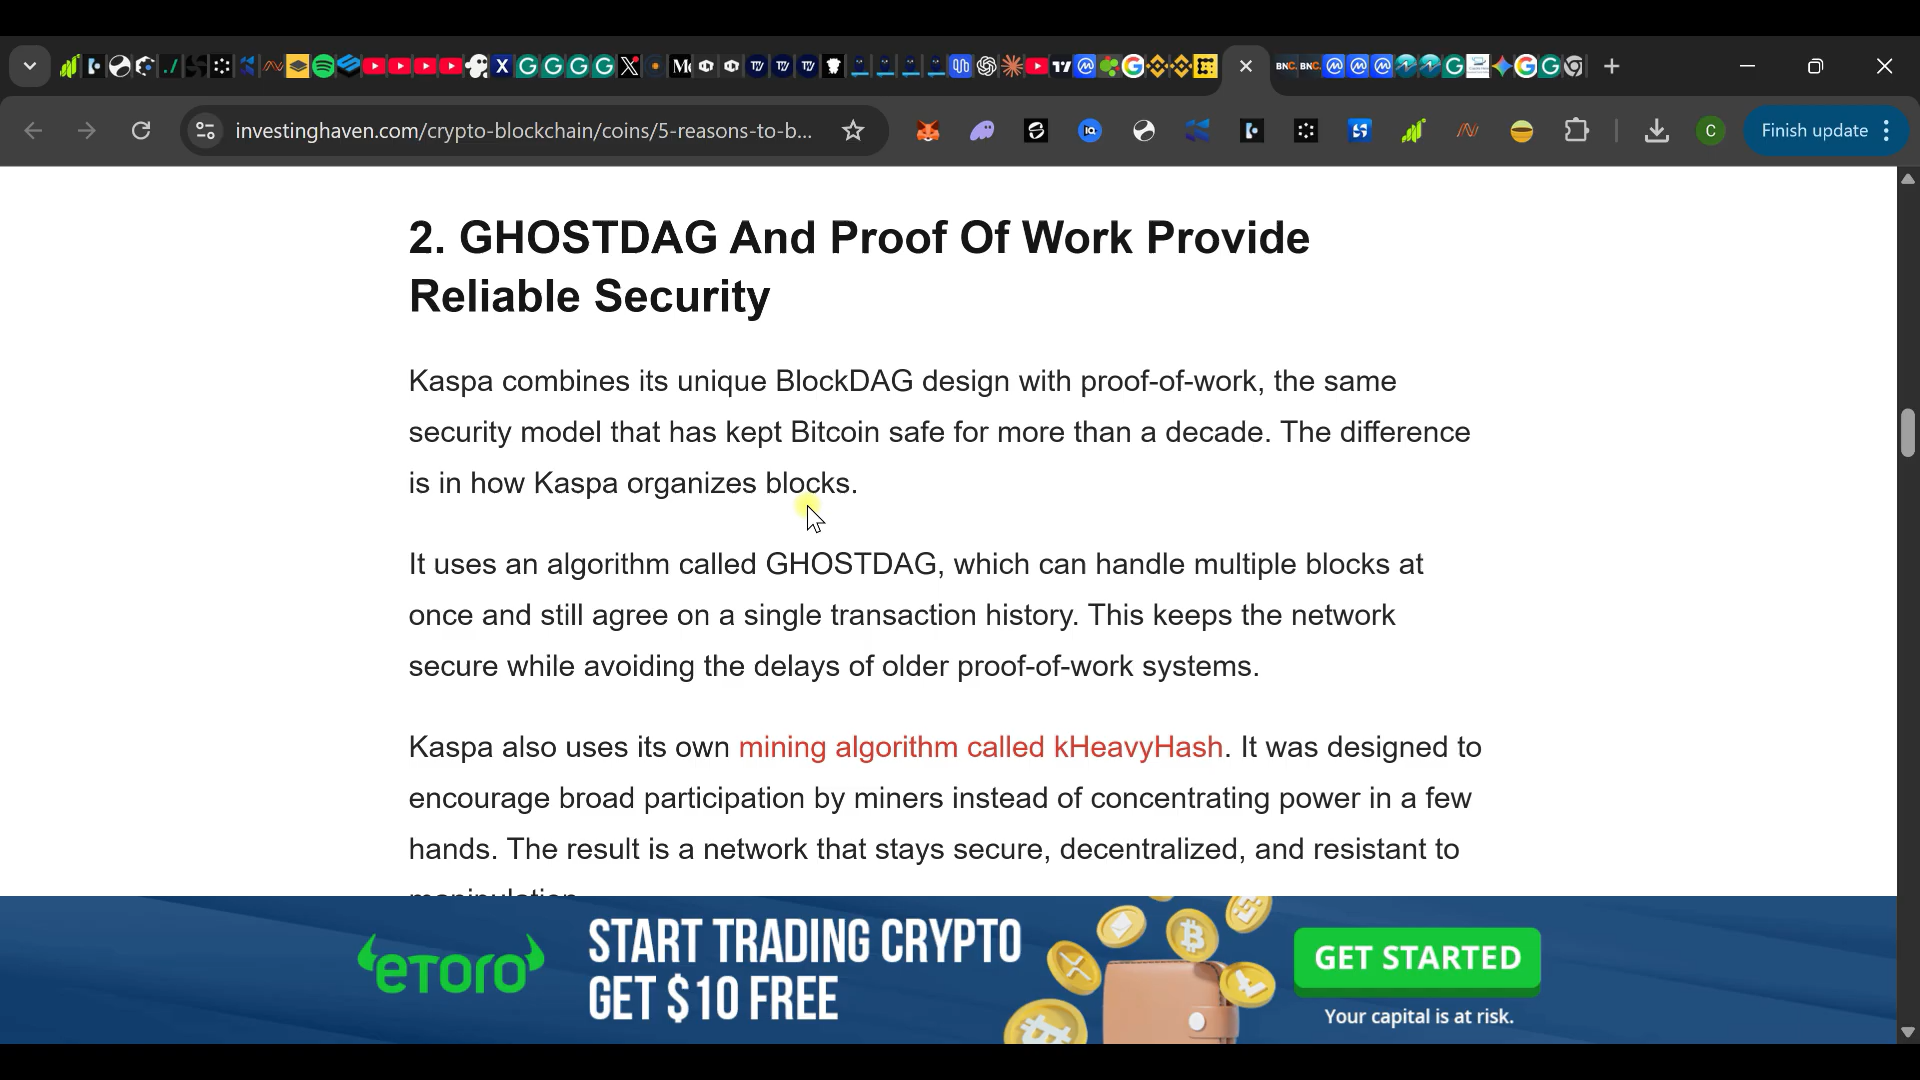 investinghaven.com/crypto-blockchain/coins/5-reasons-to-b...
C
Finish update
2. GHOSTDAG And Proof Of Work Provide
Reliable Security
Kaspa combines its unique BlockDAG design with proof-of-work, the same
security model that has kept Bitcoin safe for more than a decade. The difference
is in how Kaspa organizes blocks.
It uses an algorithm called GHOSTDAG, which can handle multiple blocks at
once and still agree on a single transaction history. This keeps the network
secure while avoiding the delays of older proof-of-work systems.
Kaspa also uses its own mining algorithm called kHeavyHash. It was designed to
encourage broad participation by miners instead of concentrating power in a few
hands. The result is a network that stays secure, decentralized, and resistant to
eTORO
START TRADING CRYPTO
GET $10 FREE
GET STARTED
Your capital is at risk.